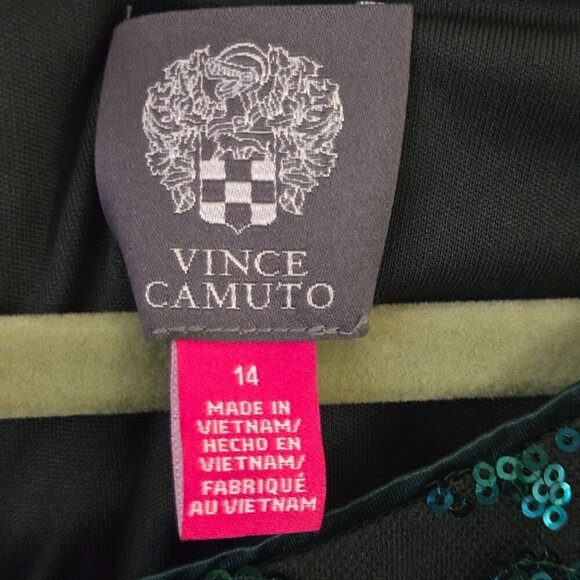 VINCE
CAMUTO
14
MADE IN
VIETNAM/
HECHO EN
VIETNAM/
FABRIQUÉ
AU VIETNAM